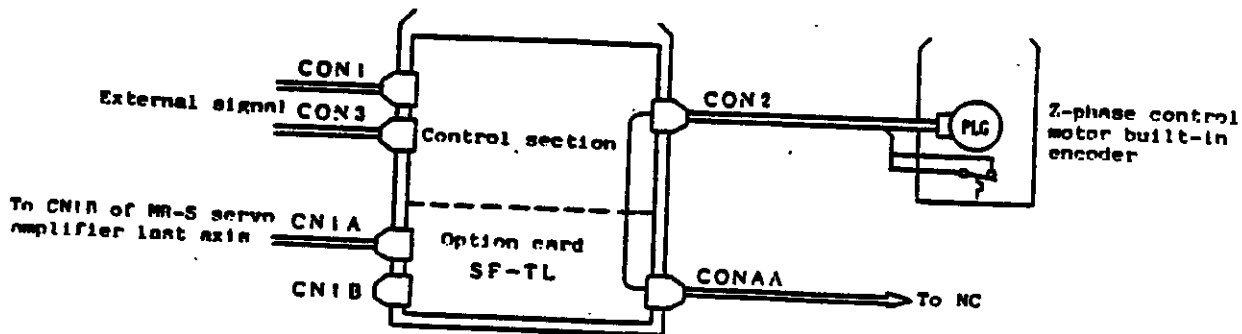 CON1
External signal
CON3
Control section
CON2
PLG
Z-phase control
motor built-in
encoder
To CN1B of MR-S servo
amplifier last axis
CN1A
Option card
SF-TL
CN1B
CONAA
To NC